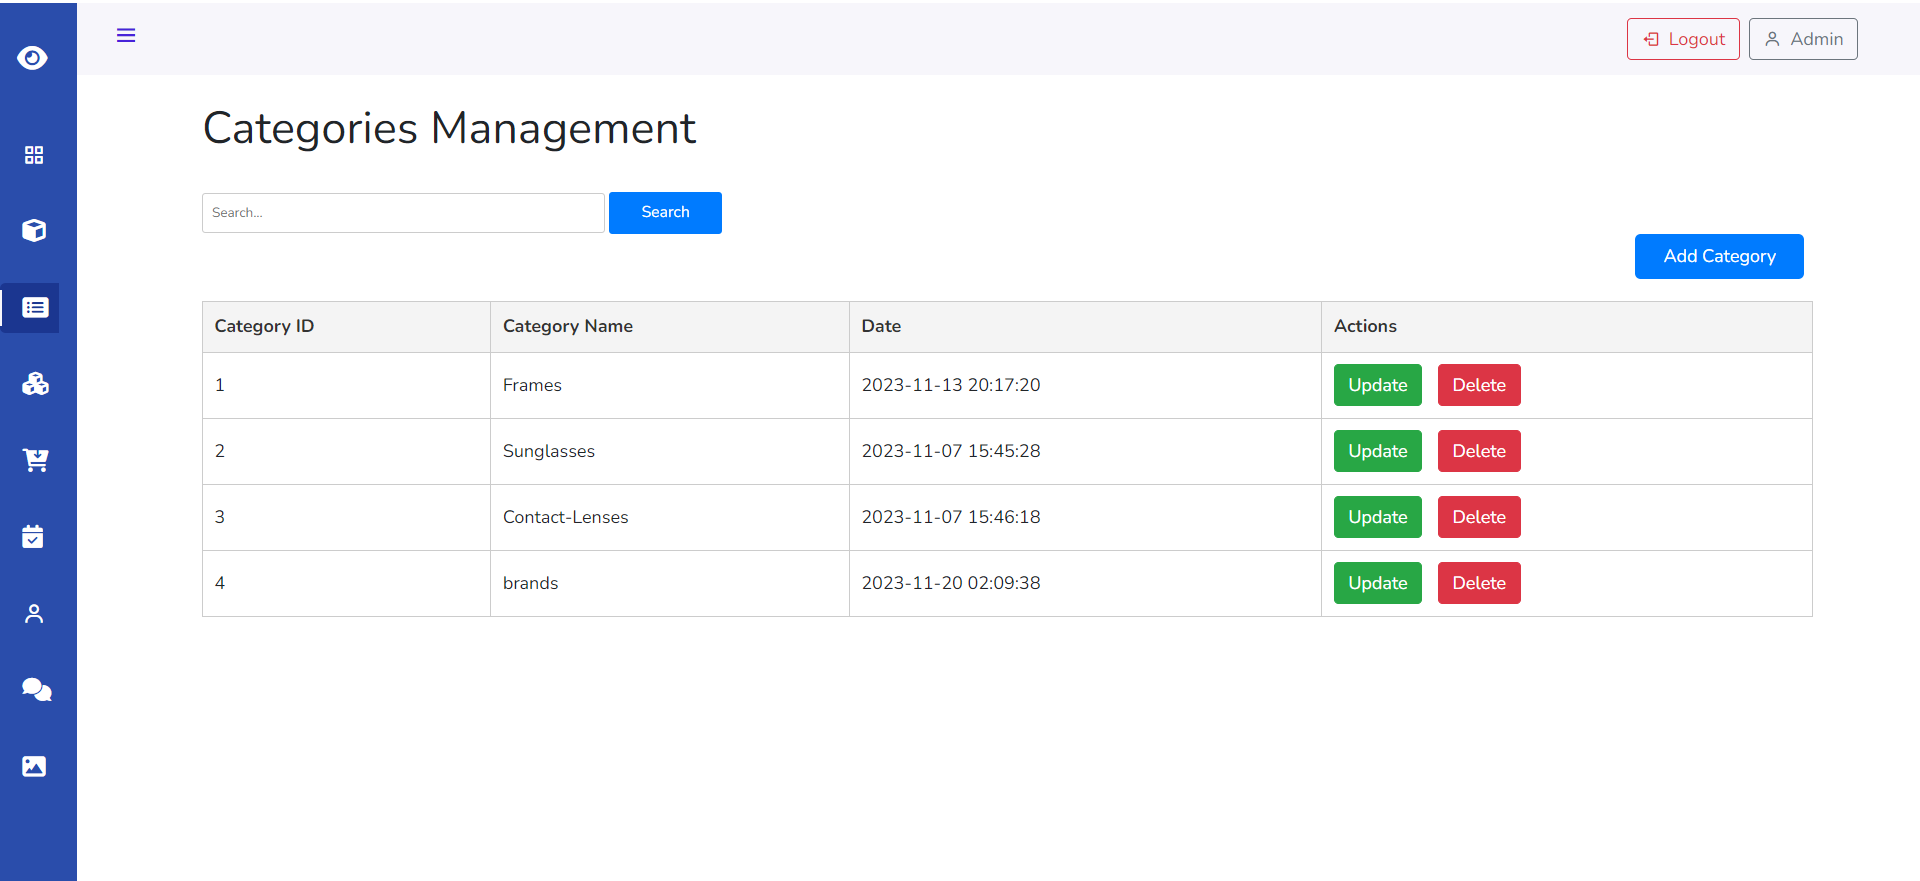 Logout Admin
Categories Management
Search... Search
Add Category
Category ID Category Name Date Actions
1 Frames 2023-11-13 20:17:20 Update Delete
2 Sunglasses 2023-11-07 15:45:28 Update Delete
3 Contact-Lenses 2023-11-07 15:46:18 Update Delete
4 brands 2023-11-20 02:09:38 Update Delete